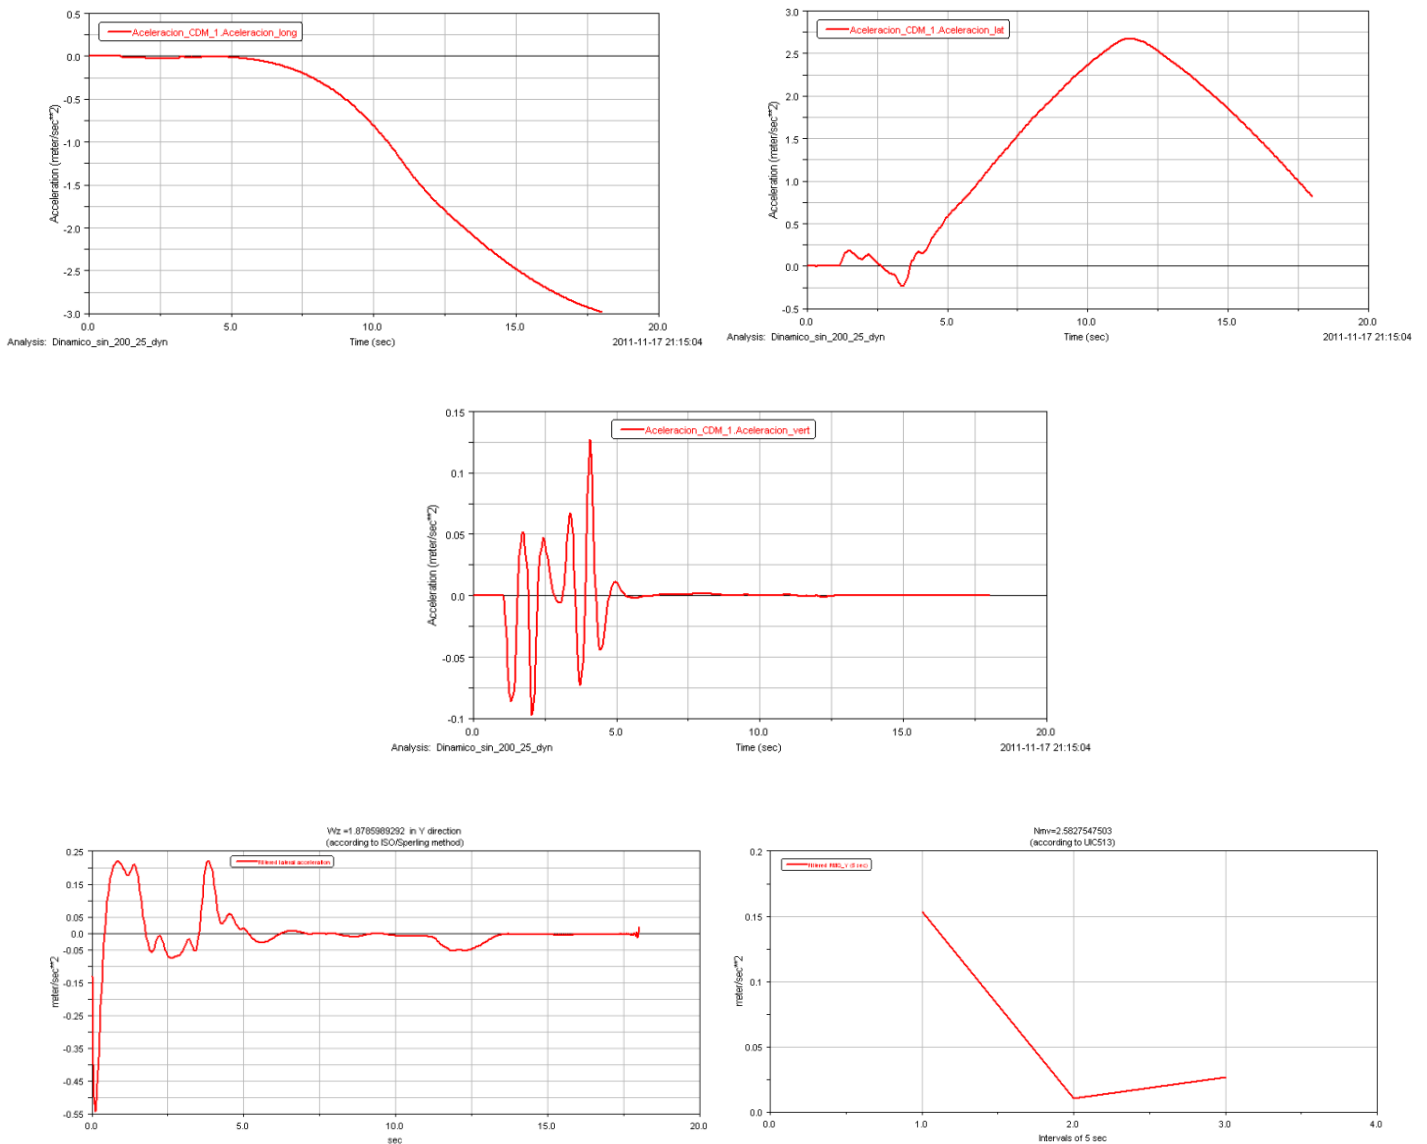 Aceleracion_CDM_1.Aceleracion_long
Acceleration (meter/sec**2)
0.5
0.0
-0.5
-1.0
-1.5
-2.0
-2.5
-3.0
0.0 5.0 10.0 15.0 20.0
Analysis: Dinamico_sin_200_25_dyn Time (sec) 2011-11-17 21:15:04
Aceleracion_CDM_1.Aceleracion_lat
Acceleration (meter/sec**2)
3.0
2.5
2.0
1.5
1.0
0.5
0.0
-0.5
0.0 5.0 10.0 15.0 20.0
Analysis: Dinamico_sin_200_25_dyn Time (sec) 2011-11-17 21:15:04
Aceleracion_CDM_1.Aceleracion_vert
Acceleration (meter/sec**2)
0.15
0.1
0.05
0.0
-0.05
-0.1
0.0 5.0 10.0 15.0 20.0
Analysis: Dinamico_sin_200_25_dyn Time (sec) 2011-11-17 21:15:04
Wz =1.8785989292 in Y direction
(according to ISO/Sperling method)
filtered lateral acceleration
meter/sec**2
0.25
0.15
0.05
0.0
-0.05
-0.15
-0.25
-0.35
-0.45
-0.55
0.0 5.0 10.0 15.0 20.0
sec
Nmv=2.5827547503
(according to UIC513)
(5 sec)
meter/sec**2
0.2
0.15
0.1
0.05
0.0
0.0 1.0 2.0 3.0 4.0
Intervals of 5 sec